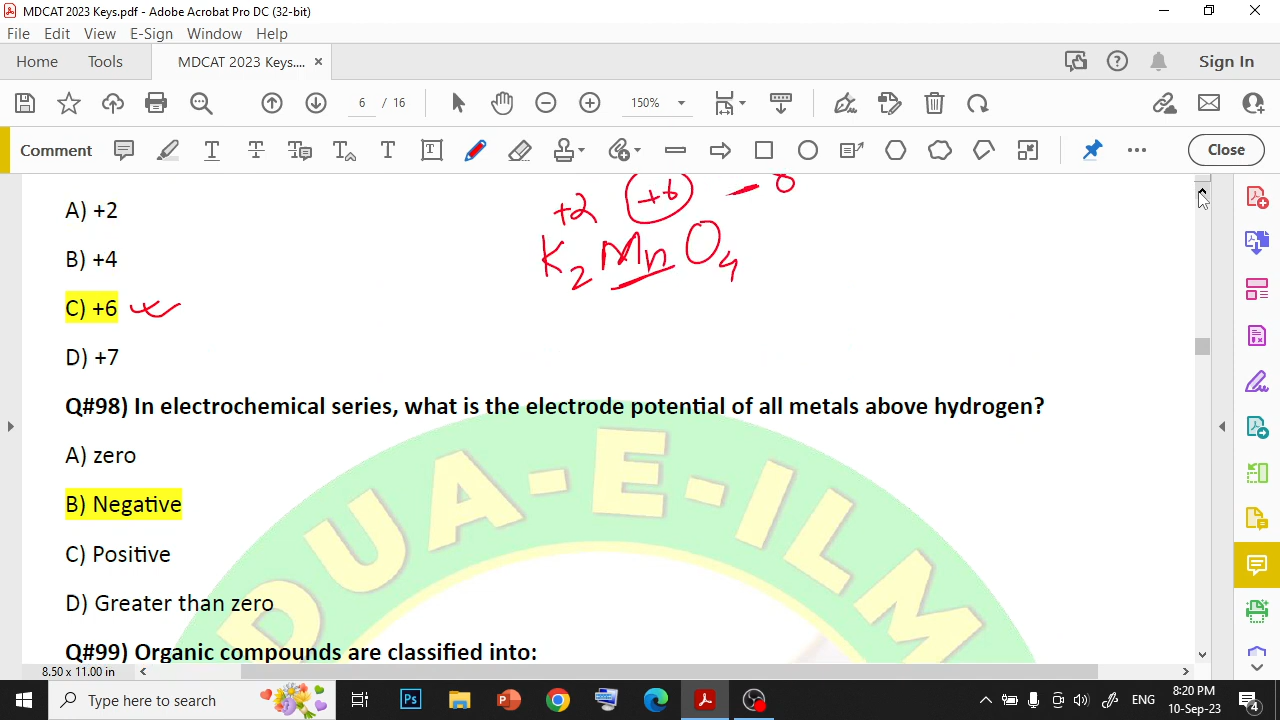 MDCAT 2023 Keys.pdf - Adobe Acrobat Pro DC (32-bit)
File Edit View E-Sign Window Help
Home Tools MDCAT 2023 Keys.... × Sign In
6 / 16 150%
Comment Close
+2 +6 - 8
A) +2
K2MnO4
B) +4
C) +6
D) +7
Q#98) In electrochemical series, what is the electrode potential of all metals above hydrogen?
A) zero
B) Negative
C) Positive
D) Greater than zero
Q#99) Organic compounds are classified into:
DUA-E-ILM
8.50 x 11.00 in
Type here to search
ENG
8:20 PM
10-Sep-23
4